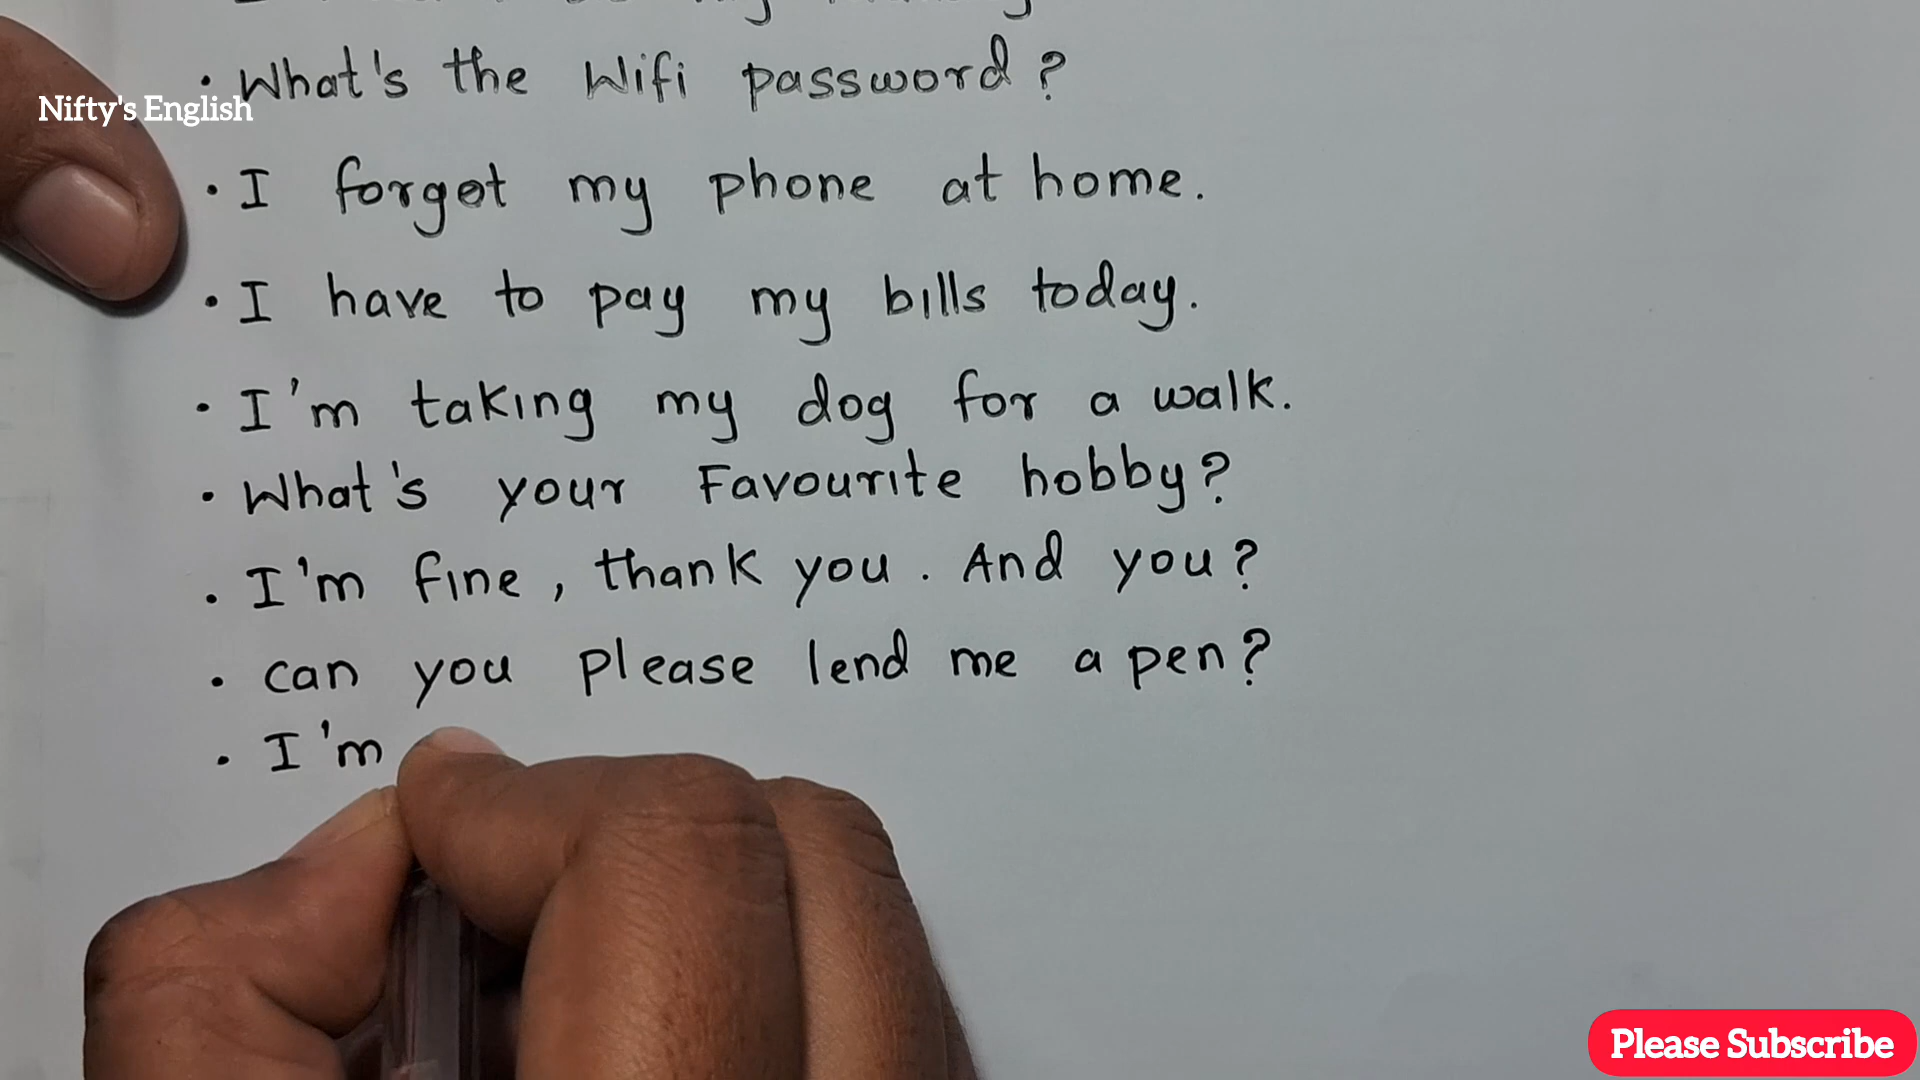 • What's the Wifi password?
Nifty's English
• I forgot my phone at home.
• I have to pay my bills today.
• I'm taking my dog for a walk.
• What's your Favourite hobby?
• I'm fine, thank you. And you?
• can you please lend me a pen?
• I'm
Please Subscribe